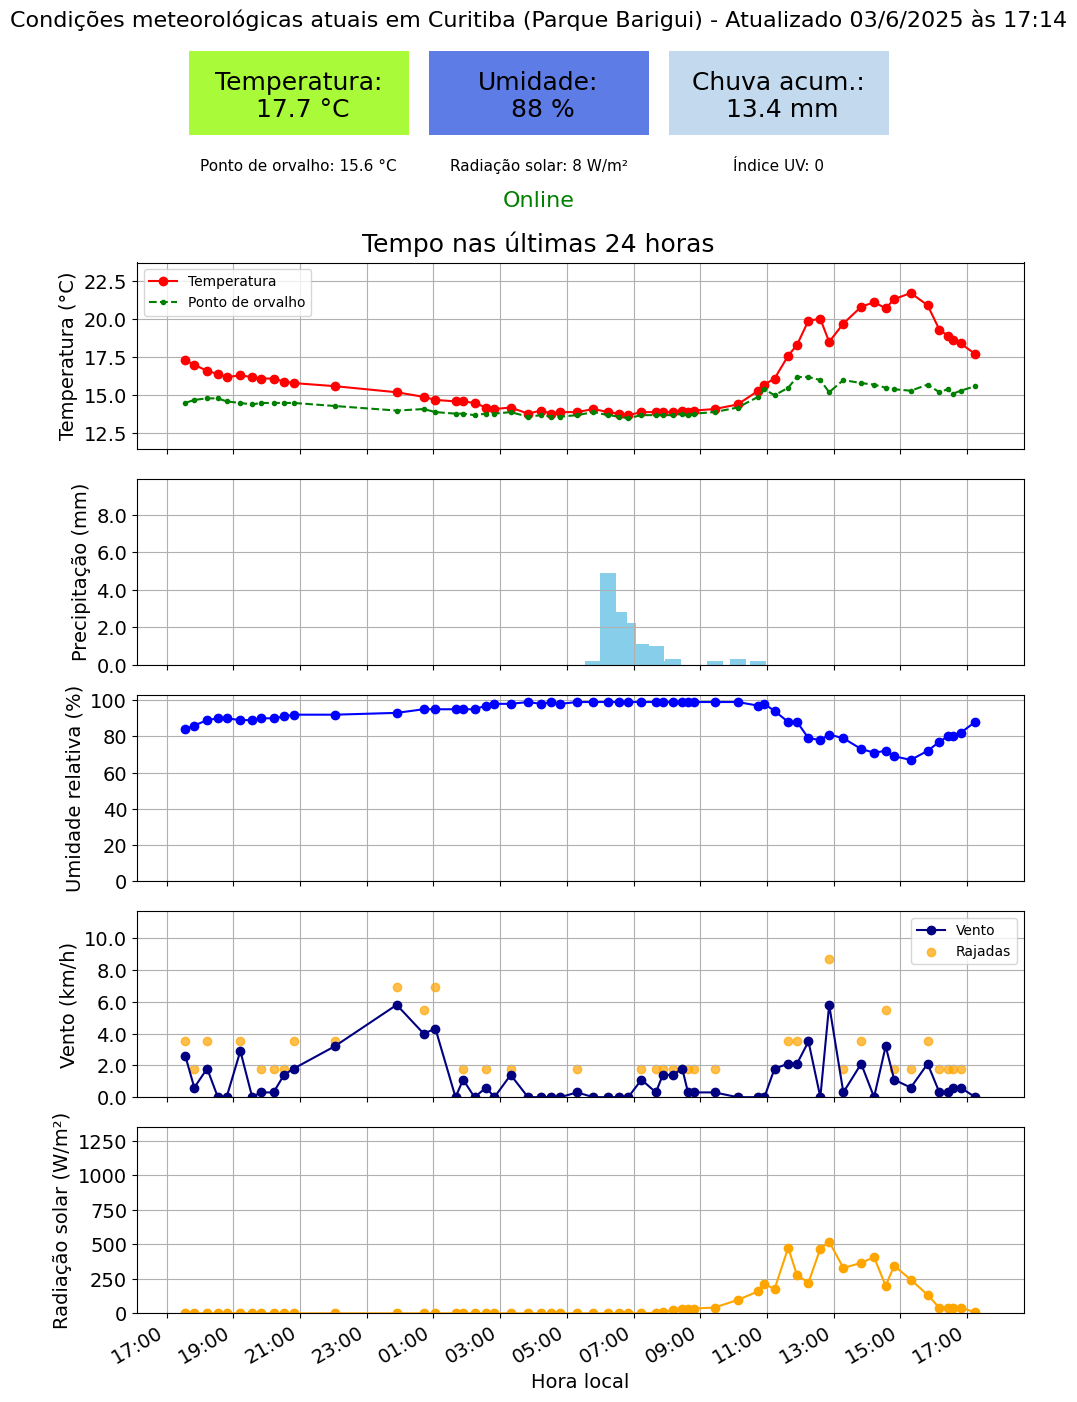 Condições meteorológicas atuais em Curitiba (Parque Barigui) - Atualizado 03/6/2025 às 17:14
Temperatura:
17.7 °C
Umidade:
88 %
Chuva acum.:
13.4 mm
Ponto de orvalho: 15.6 °C
Radiação solar: 8 W/m²
Índice UV: 0
Online
Tempo nas últimas 24 horas
Temperatura (°C)
22.5
20.0
17.5
15.0
12.5
Temperatura
Ponto de orvalho
Precipitação (mm)
8.0
6.0
4.0
2.0
0.0
Umidade relativa (%)
100
80
60
40
20
0
Vento (km/h)
10.0
8.0
6.0
4.0
2.0
0.0
Vento
Rajadas
Radiação solar (W/m²)
1250
1000
750
500
250
0
17:00
19:00
21:00
23:00
01:00
03:00
05:00
07:00
09:00
11:00
13:00
15:00
17:00
Hora local